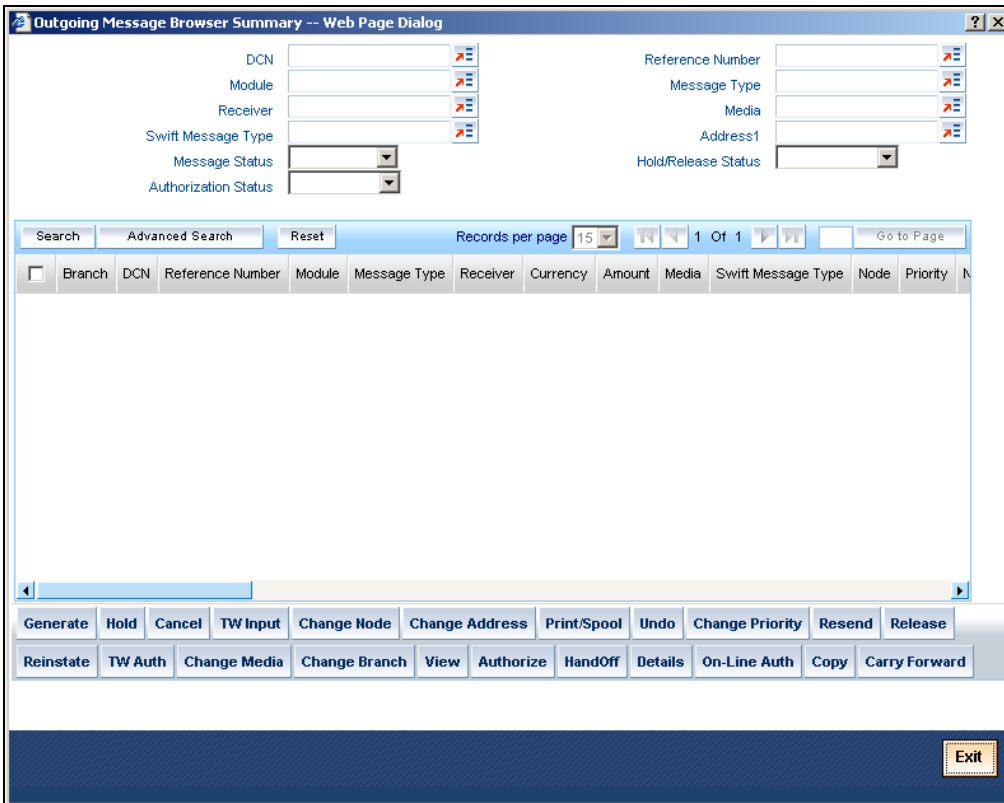 Outgoing Message Browser Summary -- Web Page Dialog
DCN
Reference Number
Module
Message Type
Receiver
Media
Swift Message Type
Address1
Message Status
Hold/Release Status
Authorization Status
Search Advanced Search Reset Records per page 15 1 Of 1 Go to Page
Branch DCN Reference Number Module Message Type Receiver Currency Amount Media Swift Message Type Node Priority N
Generate Hold Cancel TW Input Change Node Change Address Print/Spool Undo Change Priority Resend Release
Reinstate TW Auth Change Media Change Branch View Authorize HandOff Details On-Line Auth Copy Carry Forward
Exit